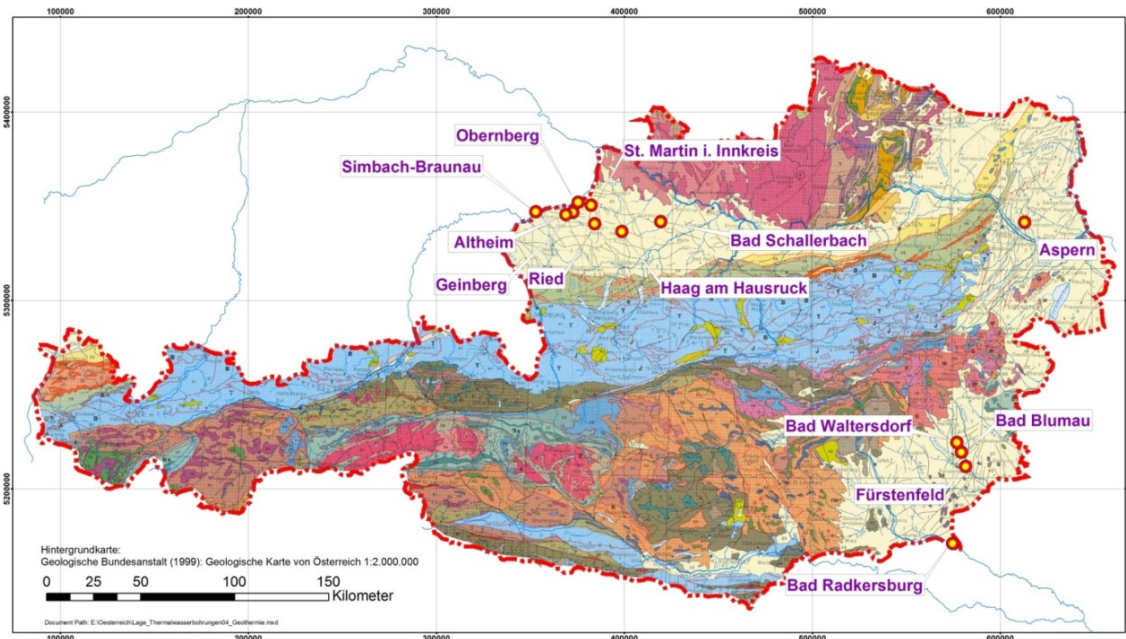 100000 200000 300000 400000 500000 600000
5400000
5400000
Obernberg
St. Martin i. Innkreis
Simbach-Braunau
Altheim
Bad Schallerbach
Aspern
Geinberg
Ried
Haag am Hausruck
5300000
5300000
Bad Waltersdorf
Bad Blumau
5200000
5200000
Fürstenfeld
Hintergrundkarte:
Geologische Bundesanstalt (1999): Geologische Karte von Österreich 1:2.000.000
0 25 50 100 150
Kilometer
Bad Radkersburg
Document Path: E:\Oesterreich\Lage_Thermalwasserbohrungen04_Geothermie.mxd
100000 200000 300000 400000 500000 600000